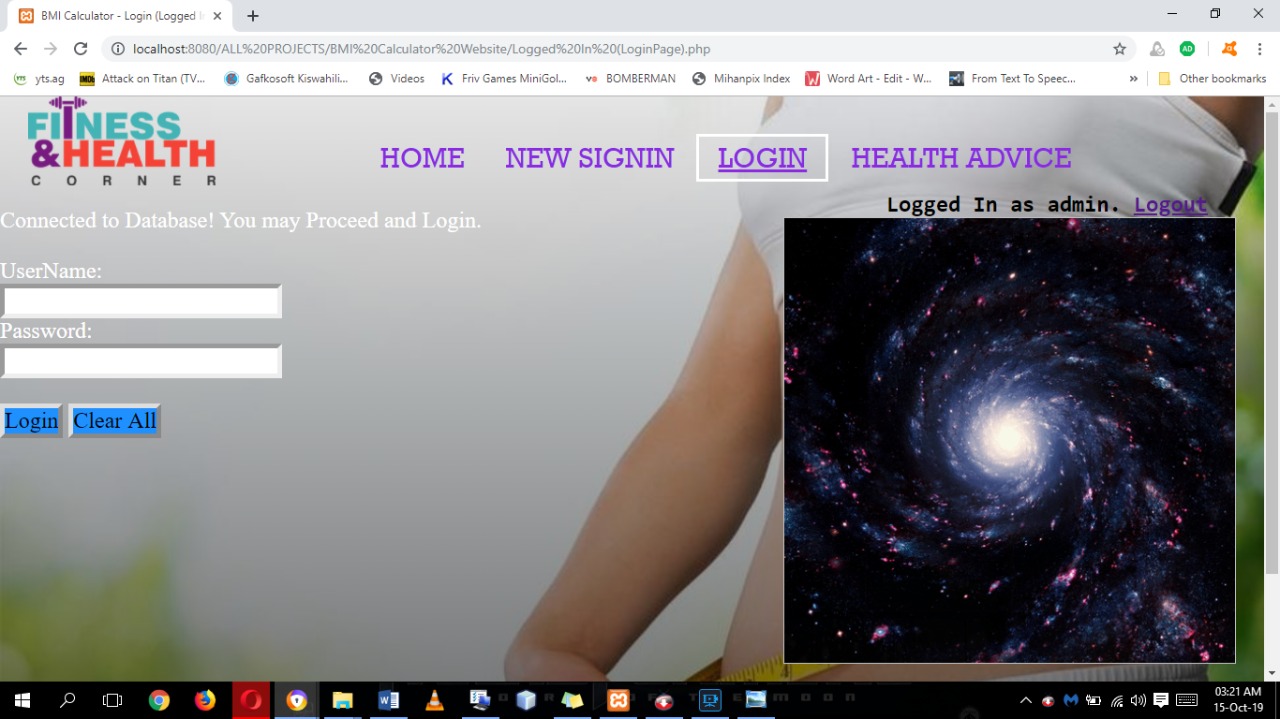 BMI Calculator - Login (Logged I
localhost:8080/ALL%20PROJECTS/BMI%20Calculator%20Website/Logged%20In%20(LoginPage).php
yts.ag Attack on Titan (TV... Gafkosoft Kiswahili... Videos Friv Games MiniGol... BOMBERMAN Mihanpix Index Word Art - Edit - W... From Text To Speec... » Other bookmarks
FITNESS
&HEALTH
CORNER
HOME NEW SIGNIN LOGIN HEALTH ADVICE
Logged In as admin. Logout
Connected to Database! You may Proceed and Login.
UserName:
Password:
Login Clear All
03:21 AM
15-Oct-19